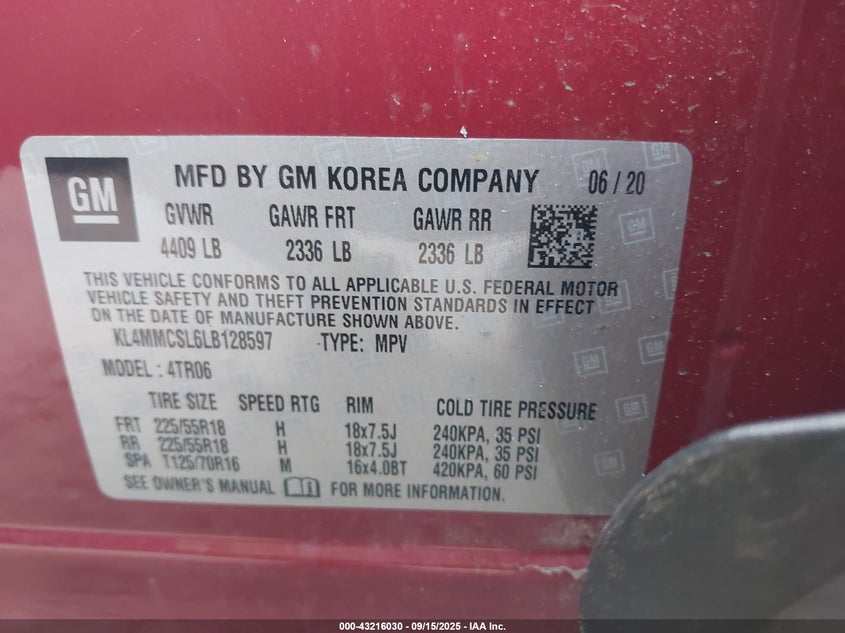 GM
MFD BY GM KOREA COMPANY 06 / 20
GVWR GAWR FRT GAWR RR
4409 LB 2336 LB 2336 LB
THIS VEHICLE CONFORMS TO ALL APPLICABLE U.S. FEDERAL MOTOR
VEHICLE SAFETY AND THEFT PREVENTION STANDARDS IN EFFECT
ON THE DATE OF MANUFACTURE SHOWN ABOVE.
KL4MMCSL6LB128597 TYPE: MPV
MODEL: 4TR06
TIRE SIZE SPEED RTG RIM COLD TIRE PRESSURE
FRT 225/55R18 H 18x7.5J 240KPA, 35 PSI
RR 225/55R18 H 18x7.5J 240KPA, 35 PSI
SPA T125/70R16 M 16x4.0BT 420KPA, 60 PSI
SEE OWNER'S MANUAL FOR MORE INFORMATION.
000-43216030 - 09/15/2025 - IAA Inc.